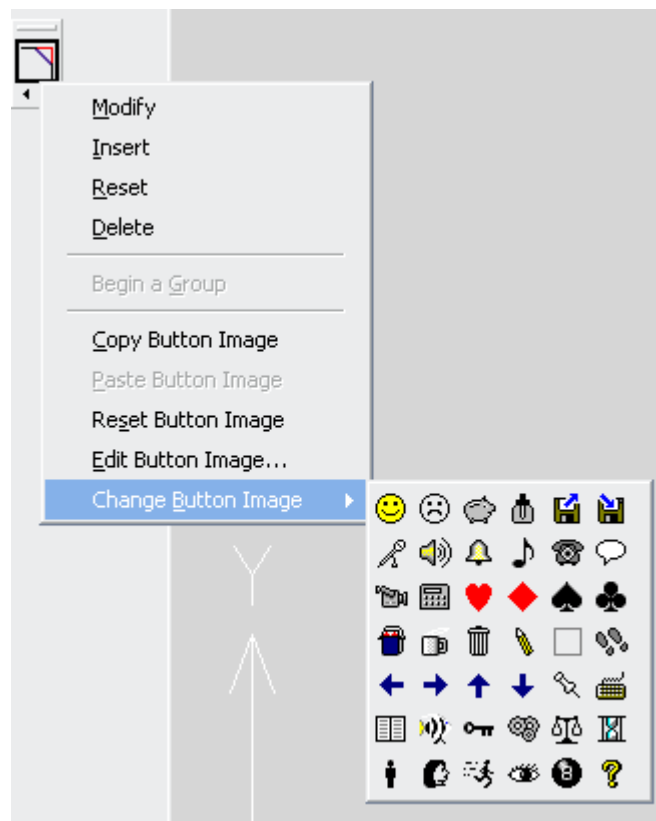 Modify
Insert
Reset
Delete
Begin a Group
Copy Button Image
Paste Button Image
Reset Button Image
Edit Button Image...
Change Button Image
Y
8
?